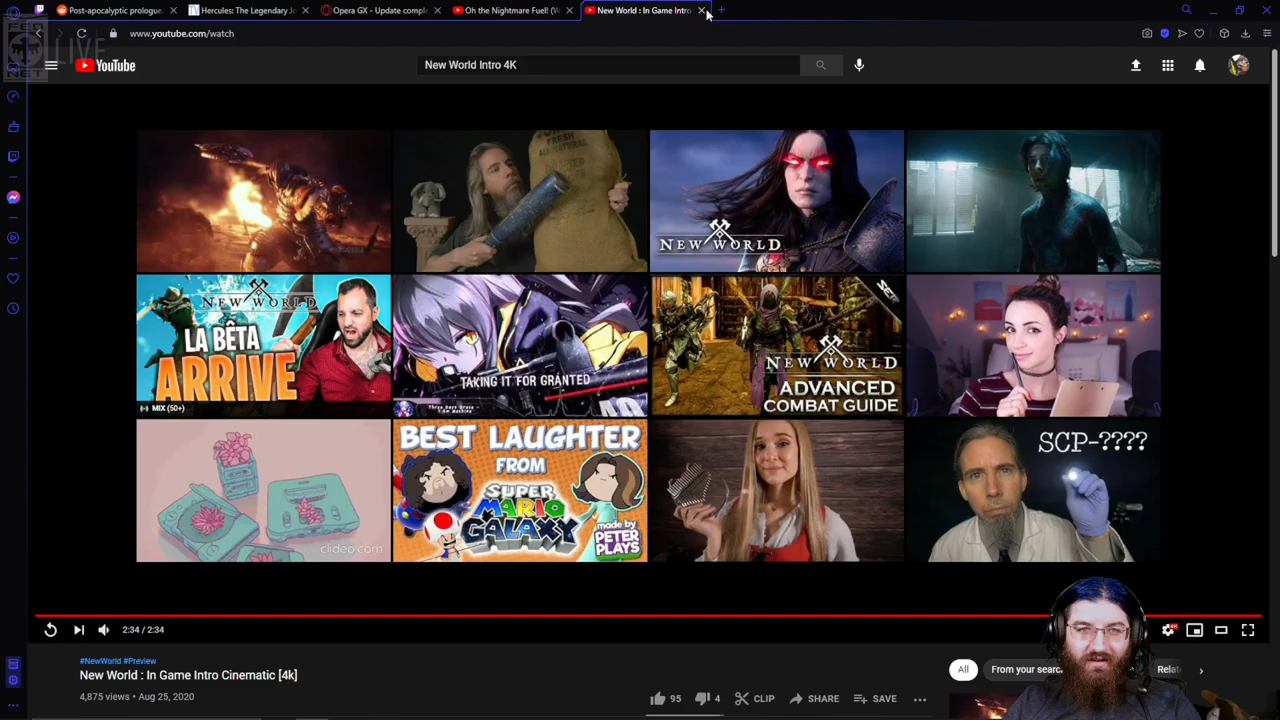 Post-apocalyptic prologue.
Hercules: The Legendary Jo
Opera GX - Update comple
Oh the Nightmare Fuel! (W
New World : In Game Intro
www.youtube.com/watch
LIVE
YouTube
New World Intro 4K
FRESH
NEW WORLD
NEW WORLD
LA BÊTA
ARRIVE
MIX (50+)
TAKING IT FOR GRANTED
NEW WORLD
ADVANCED
COMBAT GUIDE
clideo.com
BEST LAUGHTER
FROM
SUPER
MARIO
GALAXY
made by
PETER
PLAYS
SCP-????
2:34 / 2:34
#NewWorld #Preview
New World : In Game Intro Cinematic [4k]
4,875 views • Aug 25, 2020
95
4
CLIP
SHARE
SAVE
All
From your searc
Relate